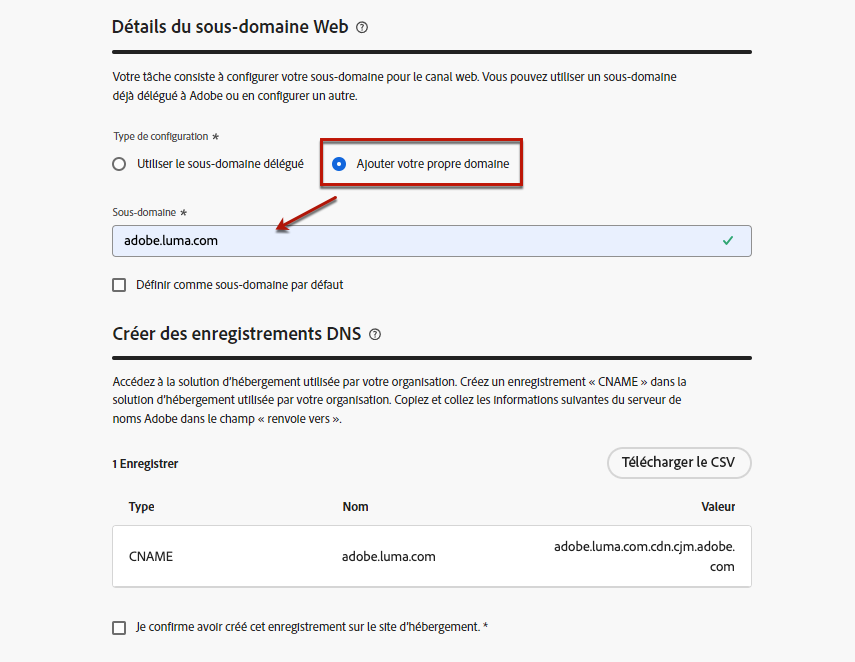 Détails du sous-domaine Web
Votre tâche consiste à configurer votre sous-domaine pour le canal web. Vous pouvez utiliser un sous-domaine
déjà délégué à Adobe ou en configurer un autre.
Type de configuration *
Utiliser le sous-domaine délégué Ajouter votre propre domaine
Sous-domaine *
adobe.luma.com
Définir comme sous-domaine par défaut
Créer des enregistrements DNS
Accédez à la solution d'hébergement utilisée par votre organisation. Créez un enregistrement « CNAME » dans la
solution d'hébergement utilisée par votre organisation. Copiez et collez les informations suivantes du serveur de
noms Adobe dans le champ « renvoie vers ».
1 Enregistrer Télécharger le CSV
Type Nom Valeur
CNAME adobe.luma.com adobe.luma.com.cdn.cjm.adobe.
com
Je confirme avoir créé cet enregistrement sur le site d'hébergement. *